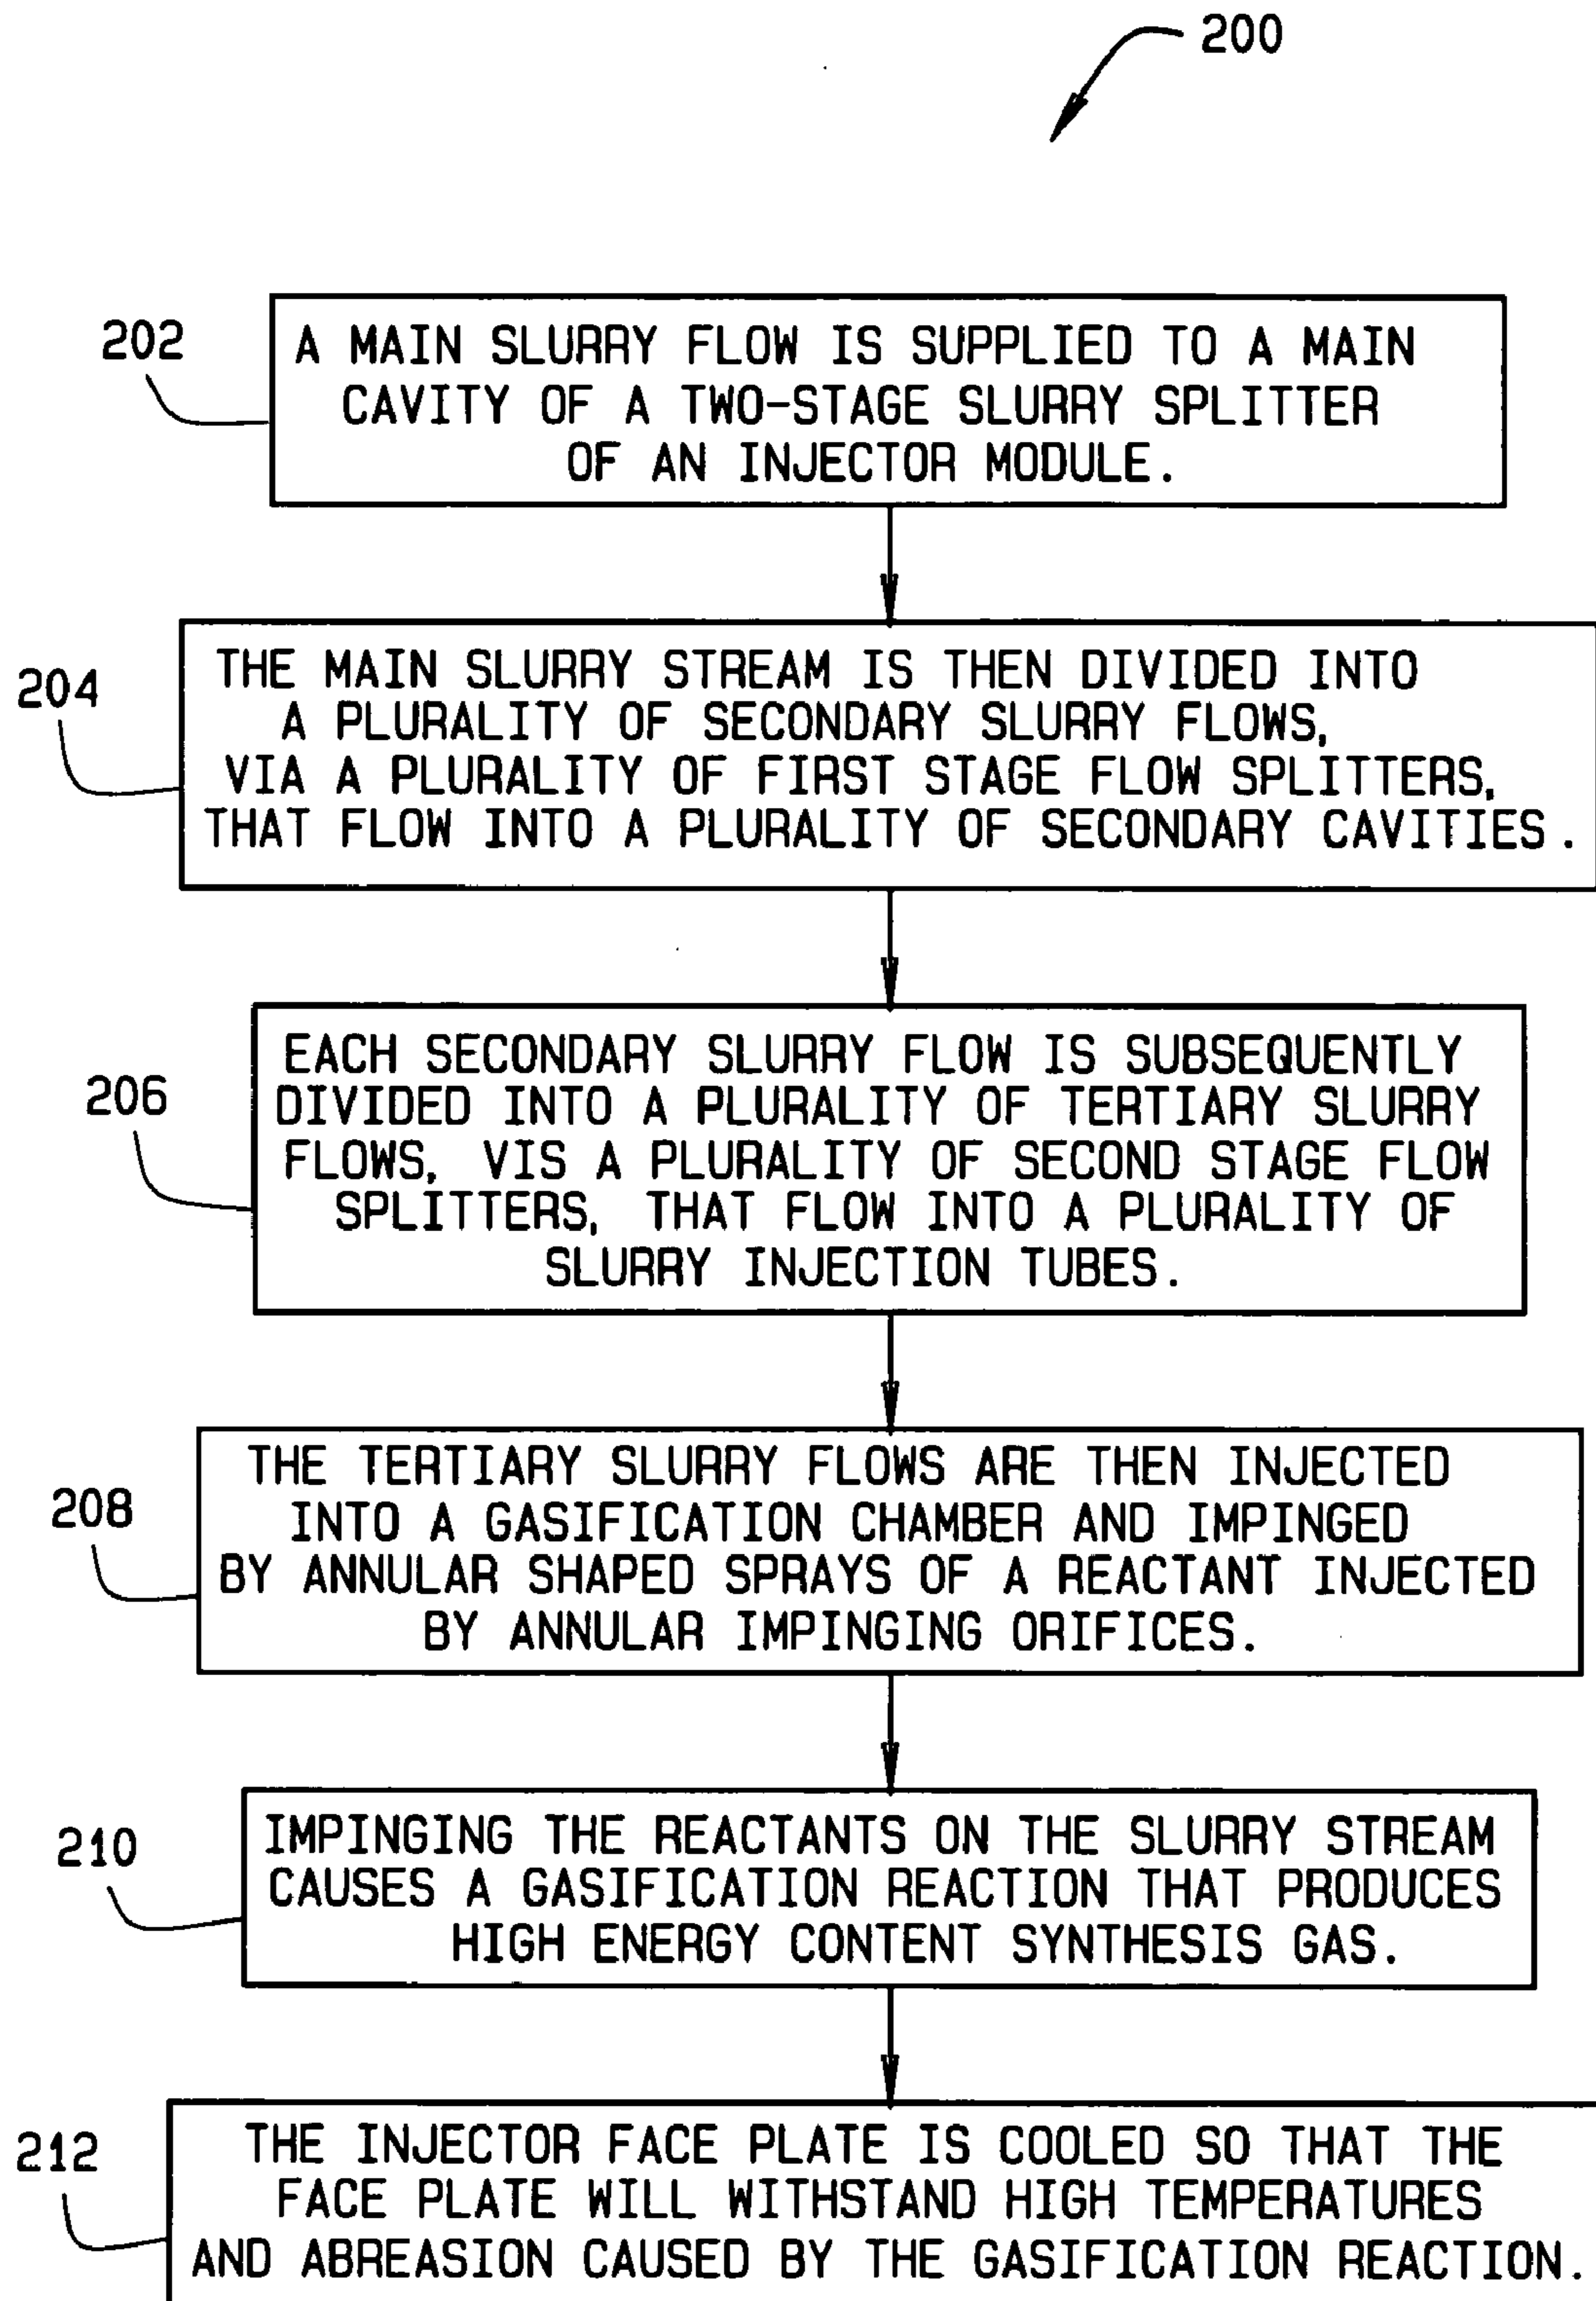 200
202
A MAIN SLURRY FLOW IS SUPPLIED TO A MAIN
CAVITY OF A TWO-STAGE SLURRY SPLITTER
OF AN INJECTOR MODULE.
204
THE MAIN SLURRY STREAM IS THEN DIVIDED INTO
A PLURALITY OF SECONDARY SLURRY FLOWS,
VIA A PLURALITY OF FIRST STAGE FLOW SPLITTERS,
THAT FLOW INTO A PLURALITY OF SECONDARY CAVITIES.
206
EACH SECONDARY SLURRY FLOW IS SUBSEQUENTLY
DIVIDED INTO A PLURALITY OF TERTIARY SLURRY
FLOWS, VIS A PLURALITY OF SECOND STAGE FLOW
SPLITTERS, THAT FLOW INTO A PLURALITY OF
SLURRY INJECTION TUBES.
208
THE TERTIARY SLURRY FLOWS ARE THEN INJECTED
INTO A GASIFICATION CHAMBER AND IMPINGED
BY ANNULAR SHAPED SPRAYS OF A REACTANT INJECTED
BY ANNULAR IMPINGING ORIFICES.
210
IMPINGING THE REACTANTS ON THE SLURRY STREAM
CAUSES A GASIFICATION REACTION THAT PRODUCES
HIGH ENERGY CONTENT SYNTHESIS GAS.
212
THE INJECTOR FACE PLATE IS COOLED SO THAT THE
FACE PLATE WILL WITHSTAND HIGH TEMPERATURES
AND ABREASION CAUSED BY THE GASIFICATION REACTION.